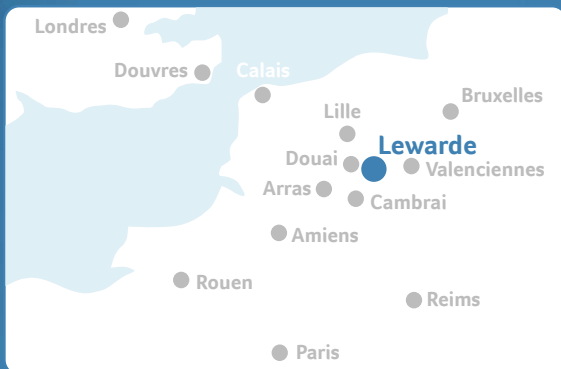 Londres
Douvres
Calais
Bruxelles
Lille
Lewarde
Douai
Valenciennes
Arras
Cambrai
Amiens
Rouen
Reims
Paris